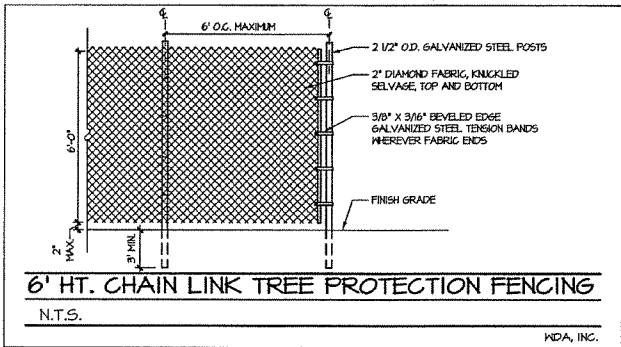 ℄ ℄
6' O.C. MAXIMUM
2 1/2" O.D. GALVANIZED STEEL POSTS
2" DIAMOND FABRIC, KNUCKLED
SELVAGE, TOP AND BOTTOM
3/8" X 3/16" BEVELED EDGE
GALVANIZED STEEL TENSION BANDS
WHEREVER FABRIC ENDS
6'-0"
FINISH GRADE
2"
MAX.
3' MIN.
6' HT. CHAIN LINK TREE PROTECTION FENCING
N.T.S.
WDA, INC.